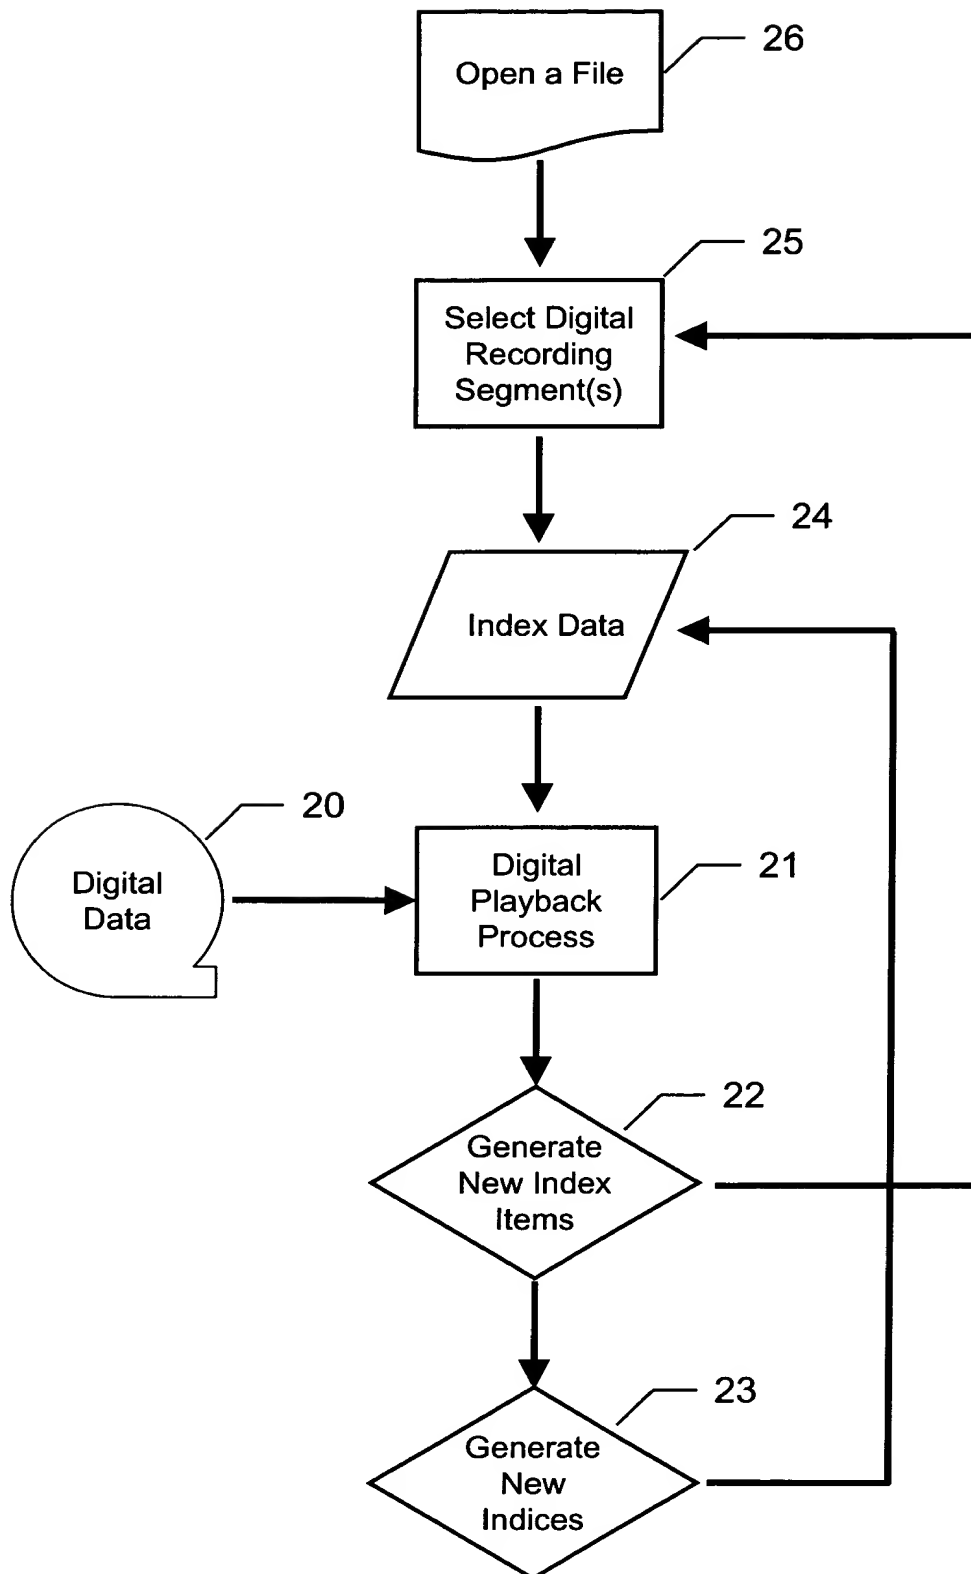 26
Open a File
25
Select Digital
Recording
Segment(s)
24
Index Data
20
Digital
Data
21
Digital
Playback
Process
22
Generate
New Index
Items
23
Generate
New
Indices